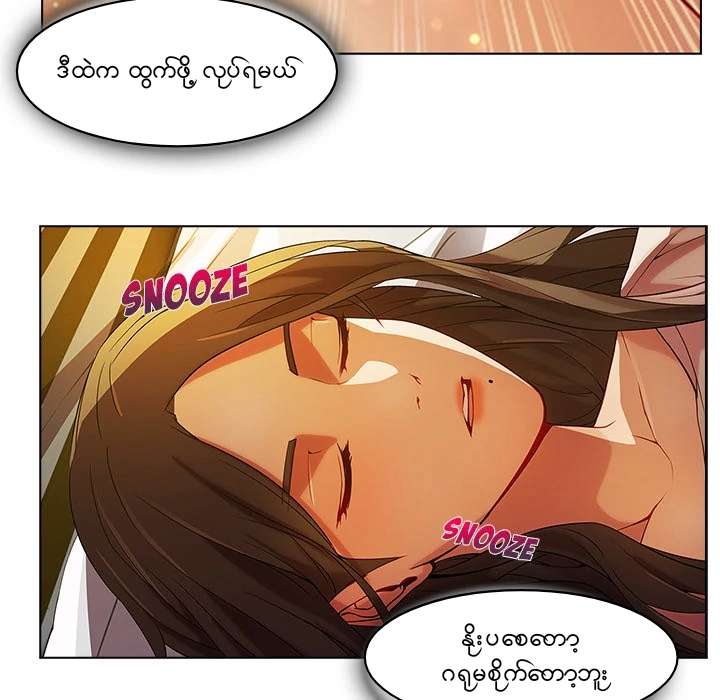 ဒီထဲက ထွက်ဖို့ လုပ်ရမယ်
SNOOZE
SNOOZE
နိုးပစေတော့
ဂရုမစိုက်တော့ဘူး